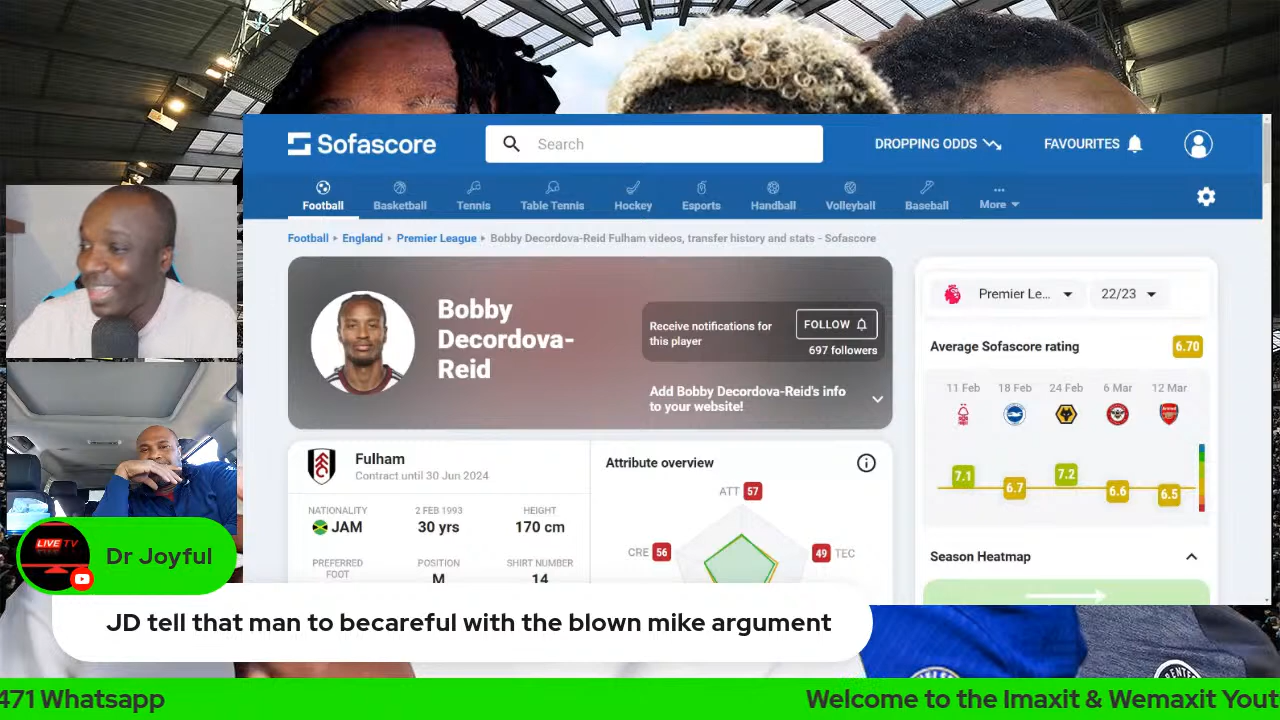 Sofascore
Search
DROPPING ODDS
FAVOURITES
Football
Basketball
Tennis
Table Tennis
Hockey
Esports
Handball
Volleyball
Baseball
More
Football England Premier League Bobby Decordova-Reid Fulham videos, transfer history and stats - Sofascore
Bobby
Decordova-
Reid
Receive notifications for
this player
FOLLOW
697 followers
Add Bobby Decordova-Reid's info
to your website!
Premier Le...
22/23
Average Sofascore rating
6.70
11 Feb
18 Feb
24 Feb
6 Mar
12 Mar
7.1
6.7
7.2
6.6
6.5
Season Heatmap
Fulham
Contract until 30 Jun 2024
NATIONALITY
JAM
2 FEB 1993
30 yrs
HEIGHT
170 cm
PREFERRED
FOOT
POSITION
M
SHIRT NUMBER
14
Attribute overview
ATT 57
CRE 56
49 TEC
LIVE TV
Dr Joyful
JD tell that man to becareful with the blown mike argument
471 Whatsapp
Welcome to the Imaxit & Wemaxit Yout